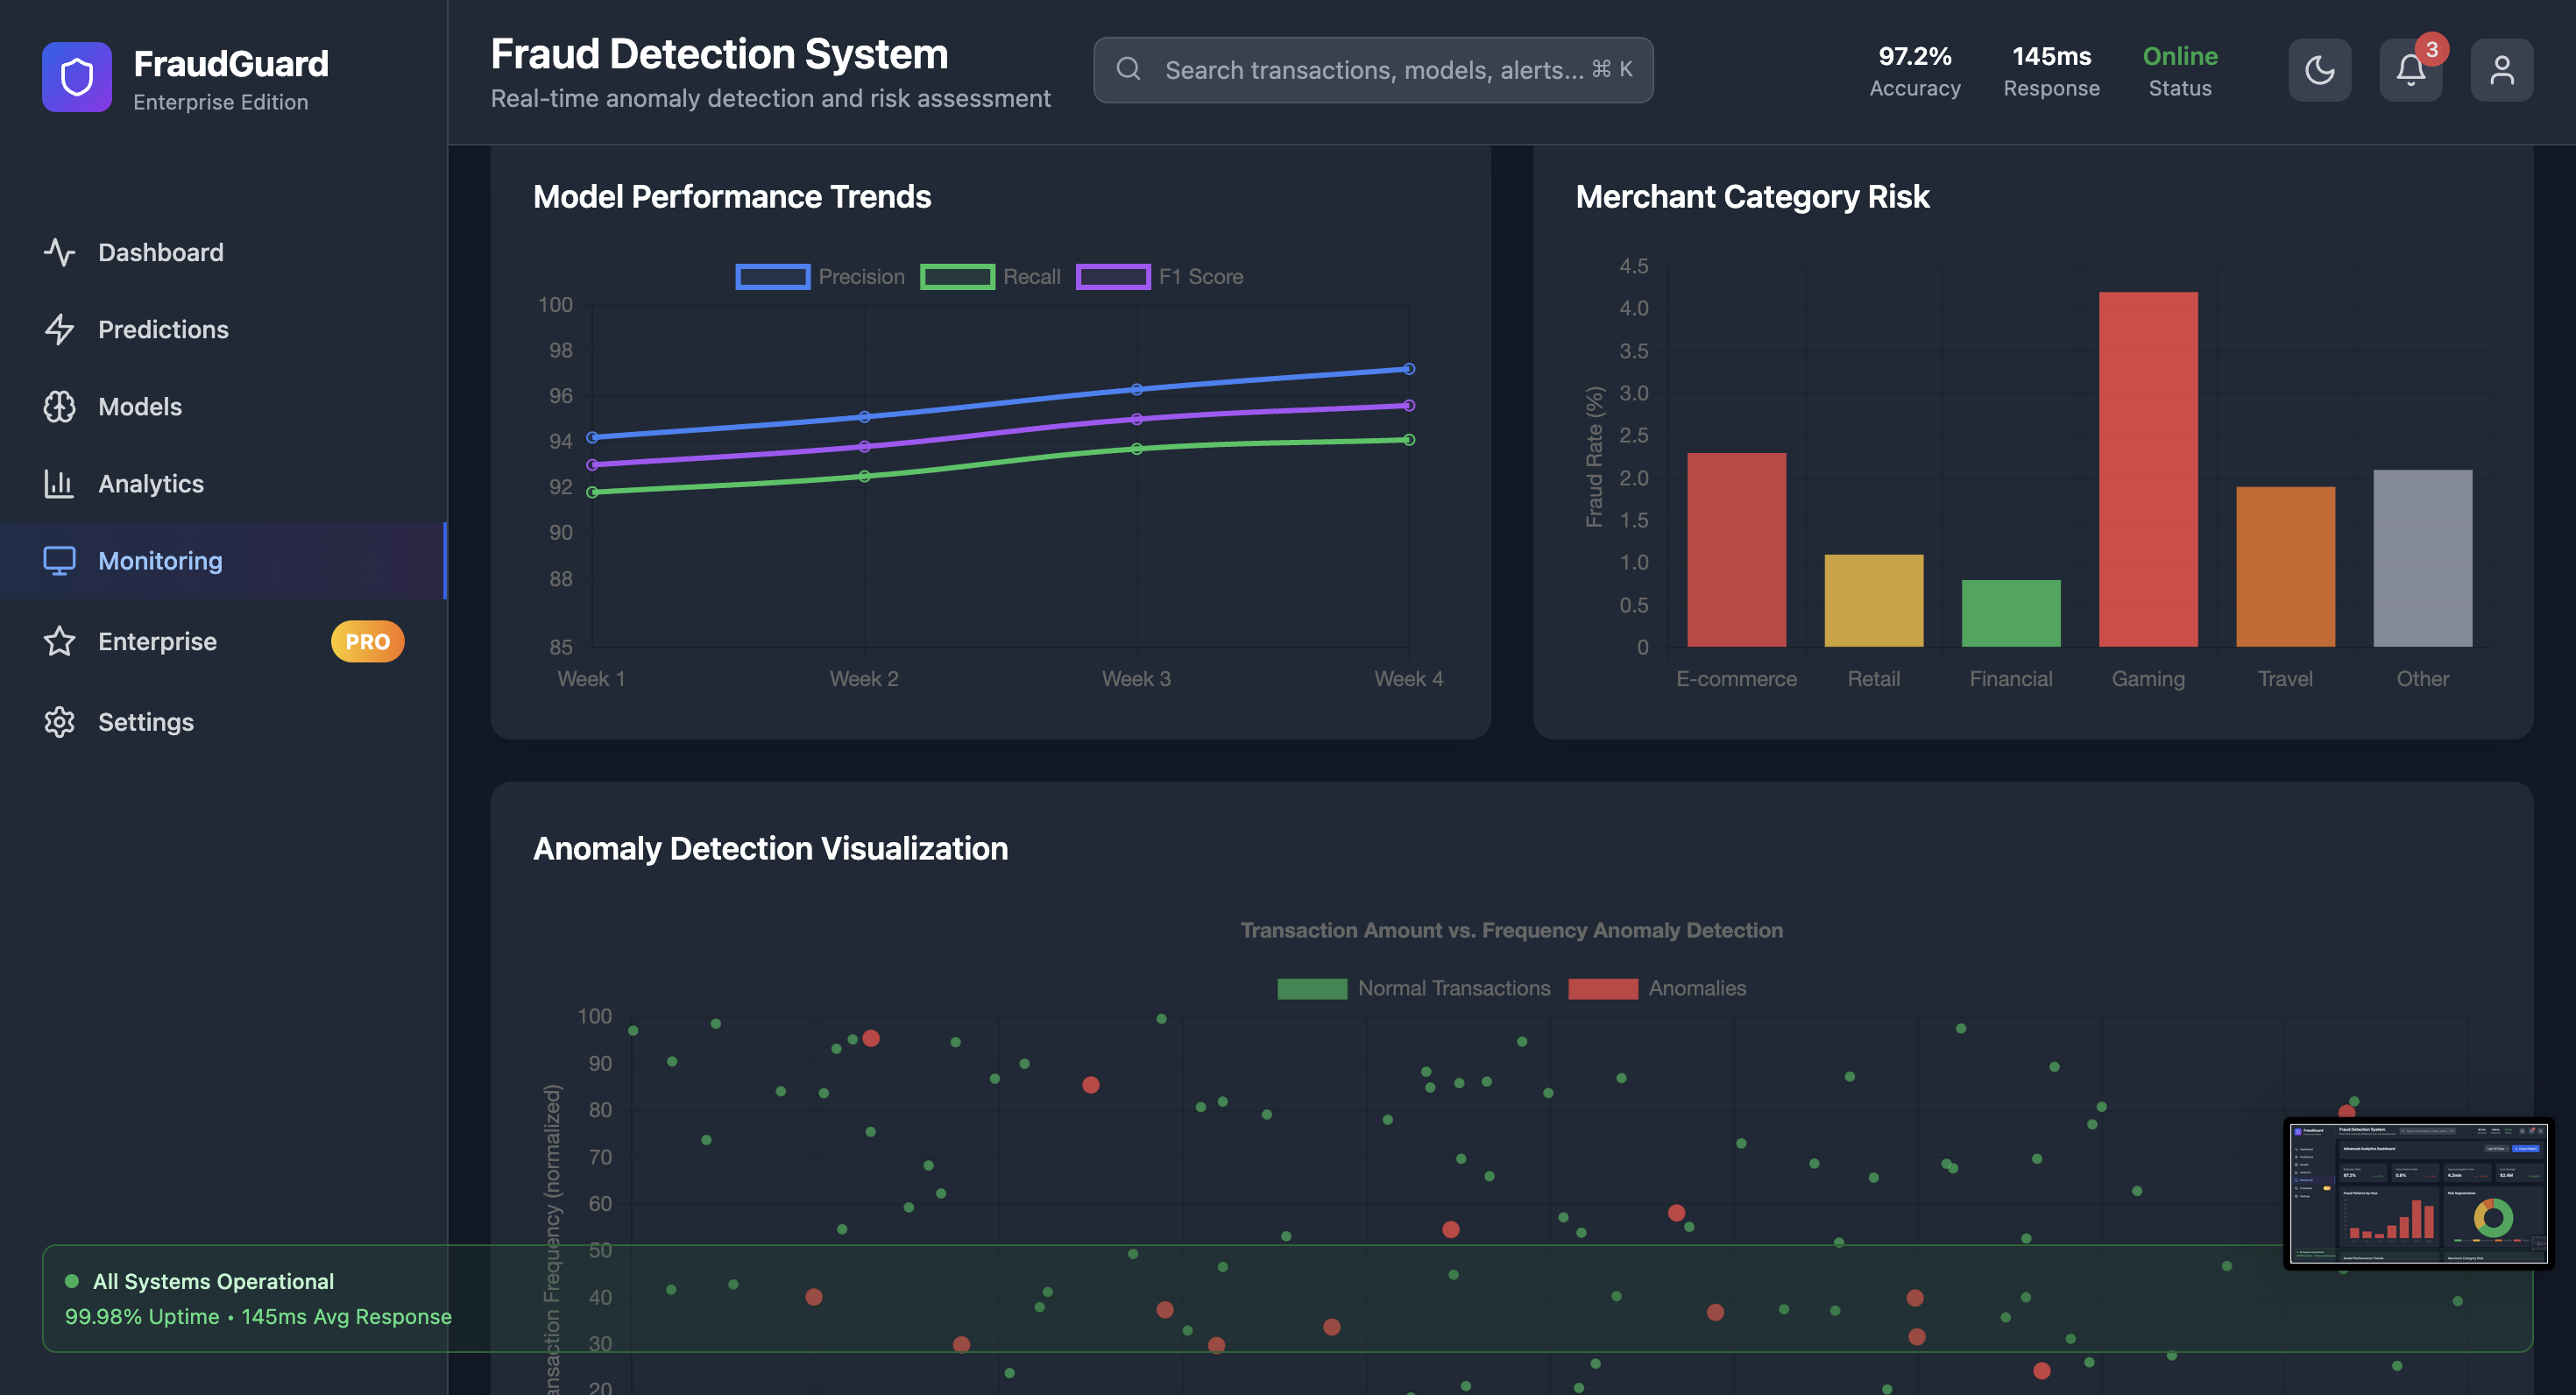 FraudGuard
Enterprise Edition
Dashboard
Predictions
Models
Analytics
Monitoring
Enterprise PRO
Settings
All Systems Operational
99.98% Uptime • 145ms Avg Response
Fraud Detection System
Real-time anomaly detection and risk assessment
Search transactions, models, alerts... ⌘ K
97.2% 145ms Online
Accuracy Response Status
3
Model Performance Trends
Precision Recall F1 Score
100
98
96
94
92
90
88
85
Week 1 Week 2 Week 3 Week 4
Merchant Category Risk
Fraud Rate (%)
4.5
4.0
3.5
3.0
2.5
2.0
1.5
1.0
0.5
0
E-commerce Retail Financial Gaming Travel Other
Anomaly Detection Visualization
Transaction Amount vs. Frequency Anomaly Detection
Normal Transactions Anomalies
Frequency (normalized)
100
90
80
70
60
50
40
30
20
Fraud Detection System
Advanced Analytics Dashboard